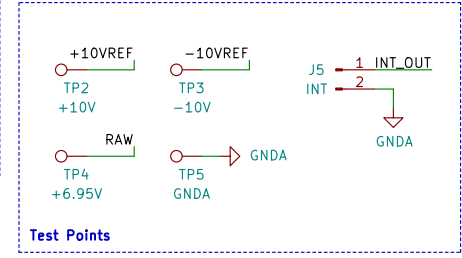 +10VREF
TP2
+10V
-10VREF
TP3
-10V
J5
INT
1
INT_OUT
2
GNDA
RAW
TP4
+6.95V
TP5
GNDA
GNDA
Test Points